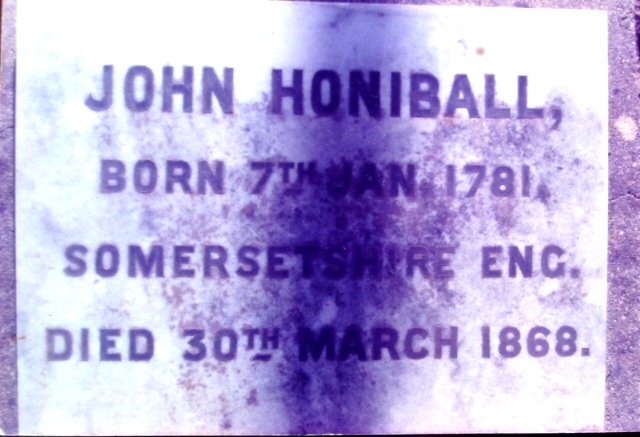 JOHN HONIBALL,
BORN 7TH JAN. 1781.
SOMERSETSHIRE ENG.
DIED 30TH MARCH 1868.